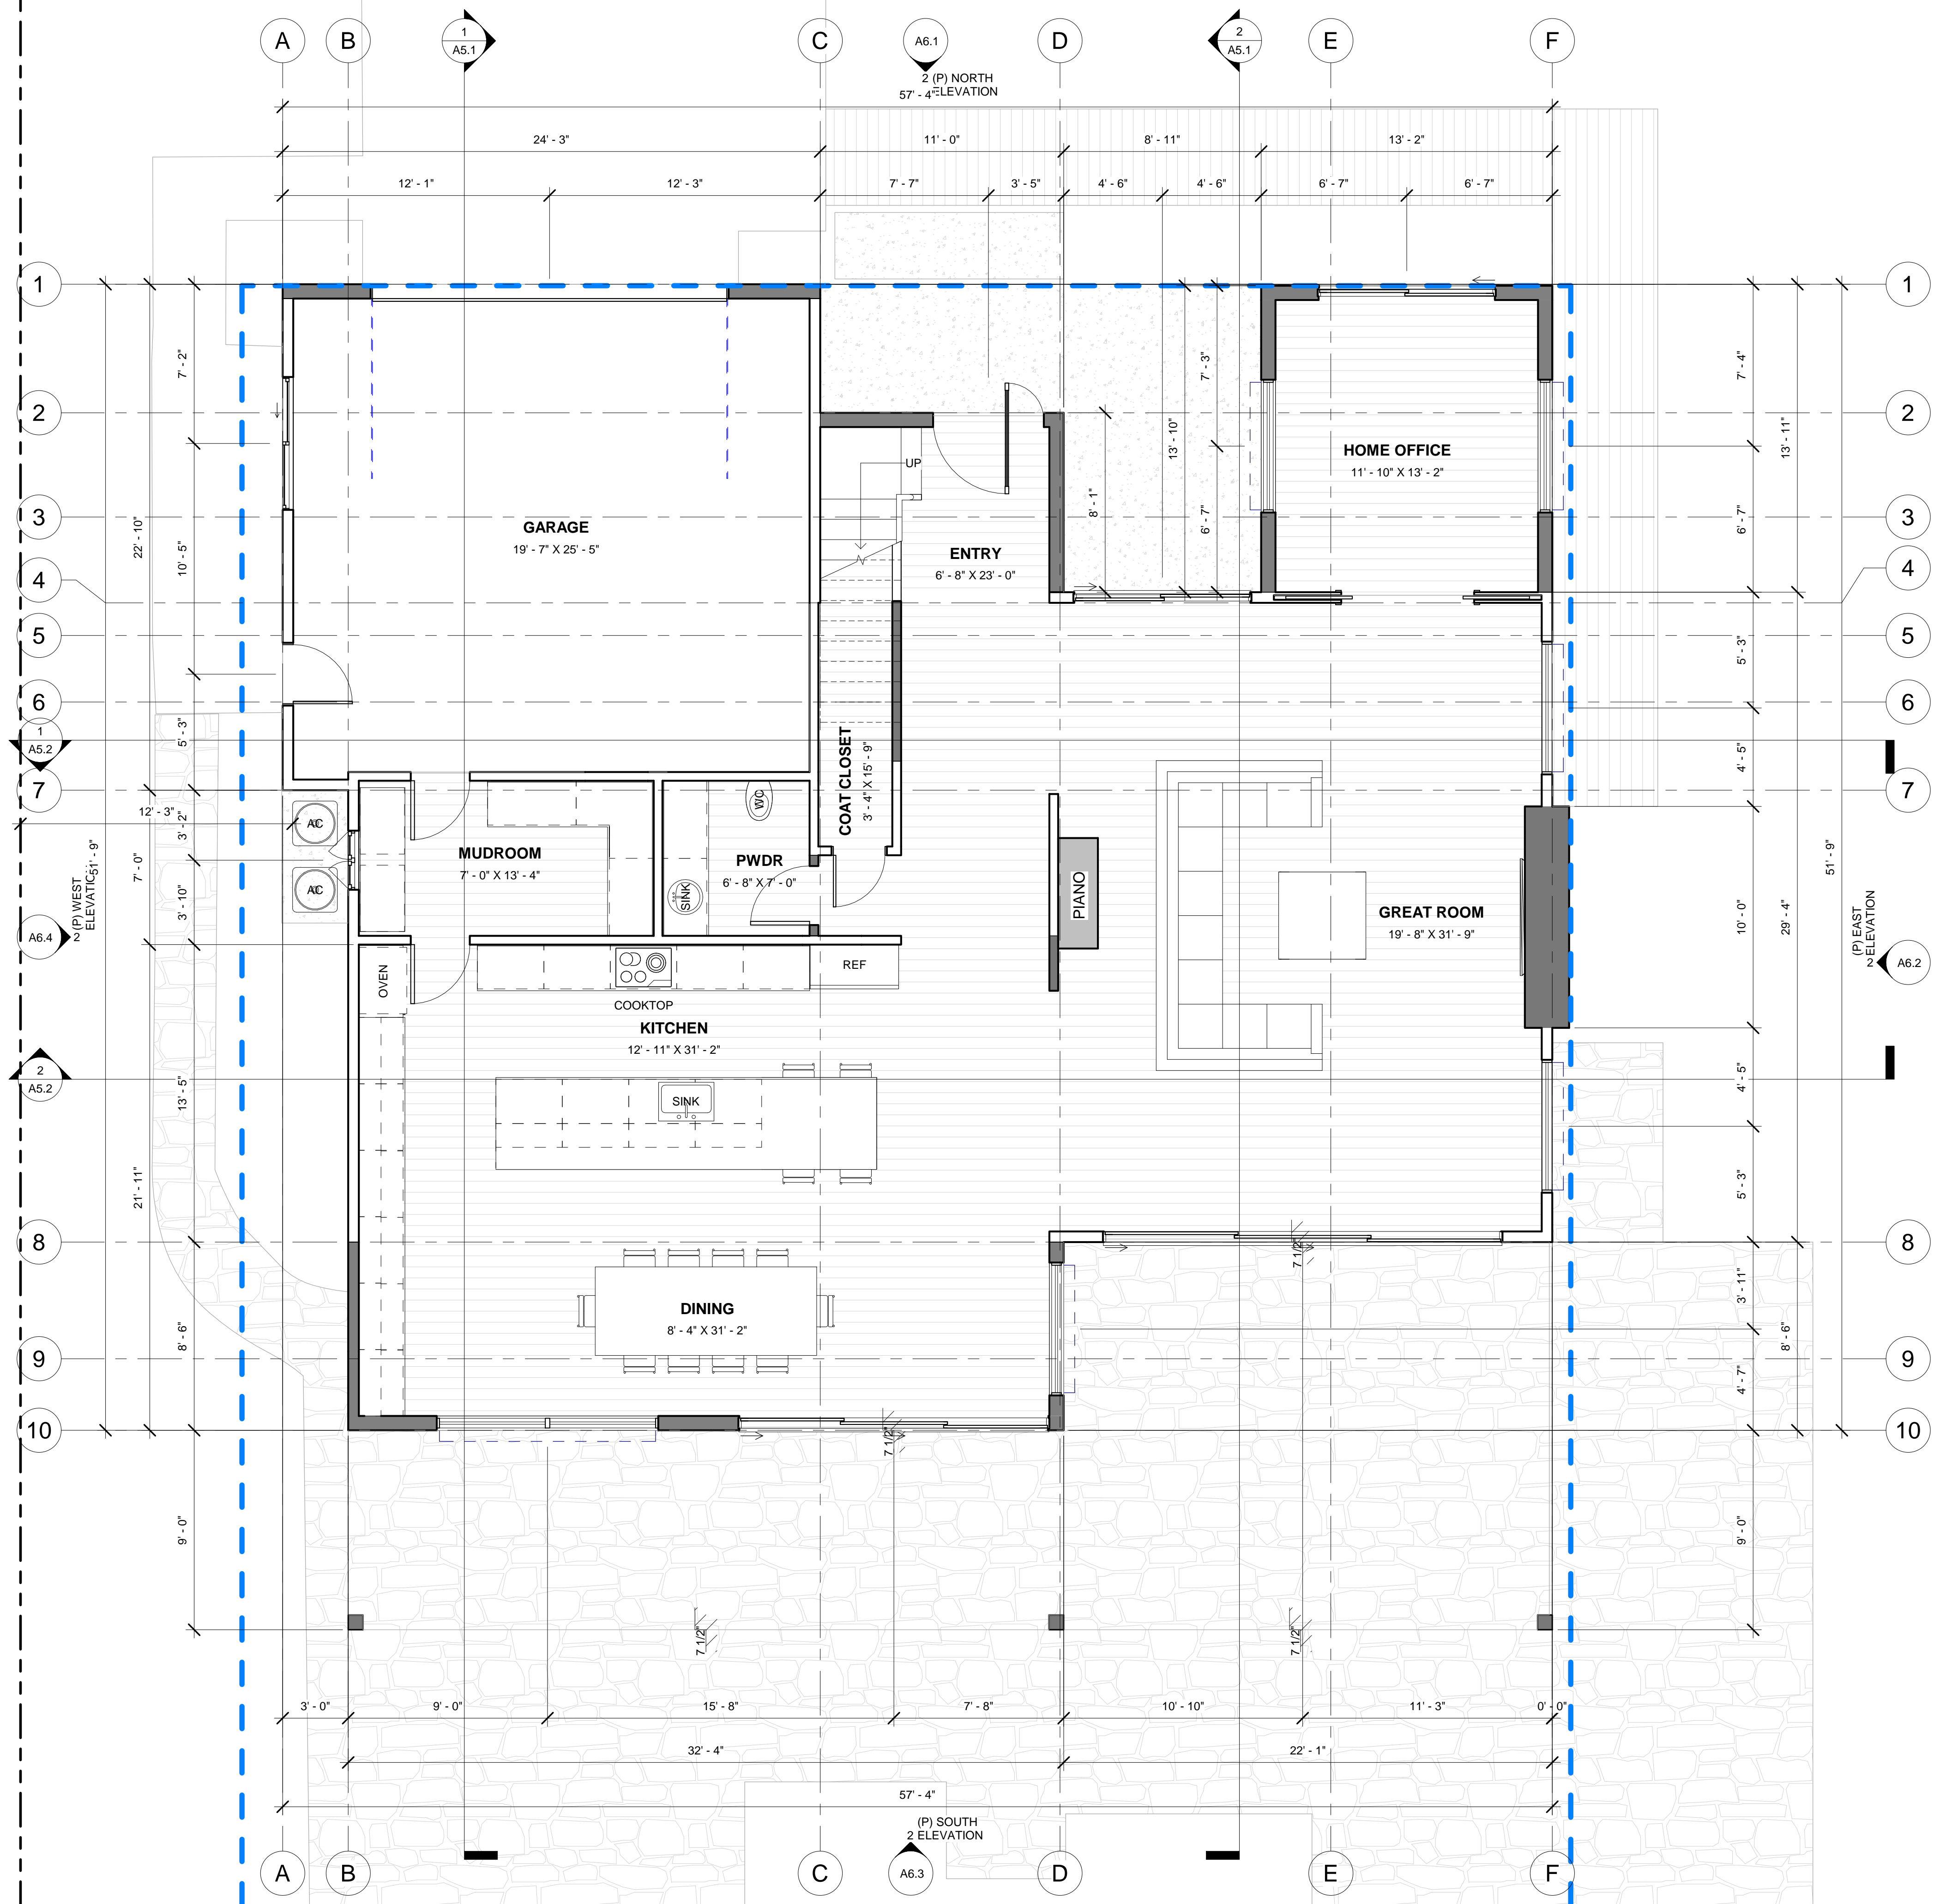 A
B
1
A5.1
C
A6.1
D
2
A5.1
E
F
2 (P) NORTH
ELEVATION
57' - 4"
24' - 3"
11' - 0"
8' - 11"
13' - 2"
12' - 1"
12' - 3"
7' - 7"
3' - 5"
4' - 6"
4' - 6"
6' - 7"
6' - 7"
1
1
7' - 2"
7' - 3"
7' - 4"
2
2
13' - 10"
13' - 11"
HOME OFFICE
11' - 10" X 13' - 2"
UP
8' - 1"
6' - 7"
6' - 7"
3
3
GARAGE
19' - 7" X 25' - 5"
22' - 10"
10' - 5"
ENTRY
6' - 8" X 23' - 0"
4
4
5
5
5' - 3"
6
6
5' - 3"
1
A5.2
4' - 5"
COAT CLOSET
3' - 4" X 15' - 9"
7
7
12' - 3"
3' - 2"
AC
WC
51' - 9"
51' - 9"
MUDROOM
7' - 0" X 13' - 4"
PWDR
6' - 8" X 7' - 0"
7' - 0"
AC
SINK
PIANO
3' - 10"
GREAT ROOM
19' - 8" X 31' - 9"
10' - 0"
29' - 4"
A6.4
2
(P) WEST
ELEVATION
(P) EAST
ELEVATION
2
A6.2
OVEN
REF
COOKTOP
KITCHEN
12' - 11" X 31' - 2"
2
A5.2
13' - 5"
4' - 5"
SINK
21' - 11"
5' - 3"
8
8
7 1/2"
3' - 11"
DINING
8' - 4" X 31' - 2"
8' - 6"
8' - 6"
9
9
4' - 7"
10
10
7 1/2"
9' - 0"
9' - 0"
7 1/2"
7 1/2"
3' - 0"
9' - 0"
15' - 8"
7' - 8"
10' - 10"
11' - 3"
0' - 0"
32' - 4"
22' - 1"
57' - 4"
(P) SOUTH
2 ELEVATION
A
B
C
A6.3
D
E
F